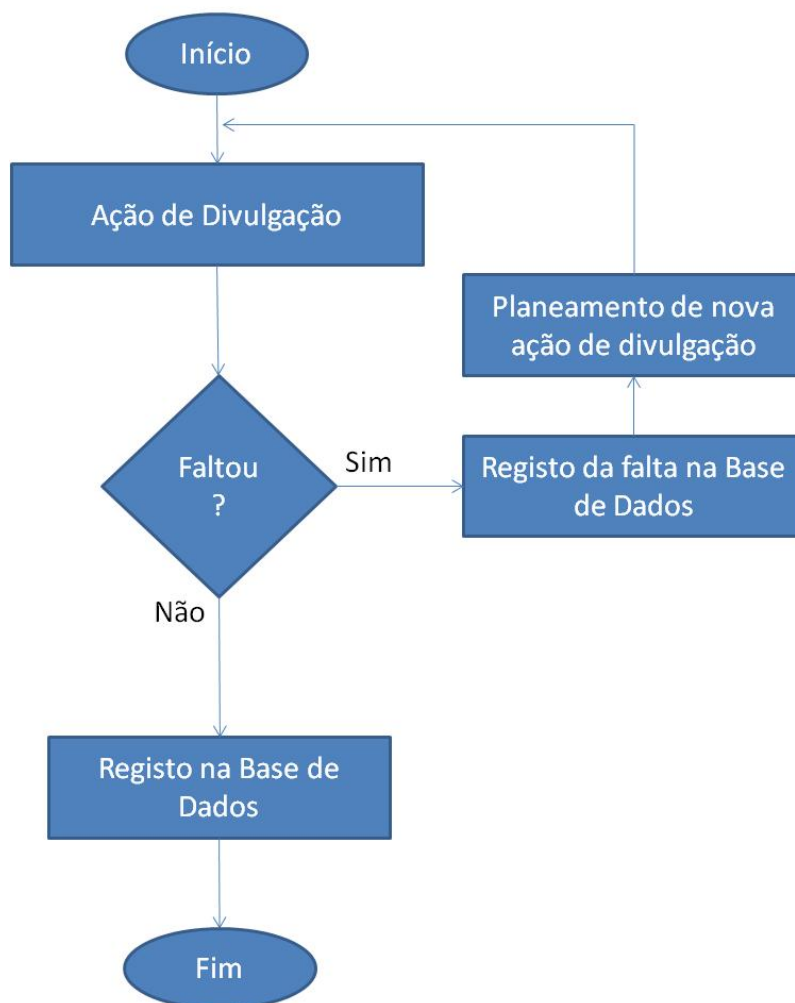 Início
Ação de Divulgação
Planeamento de nova
ação de divulgação
Faltou
?
Sim
Registo da falta na Base
de Dados
Não
Registo na Base de
Dados
Fim